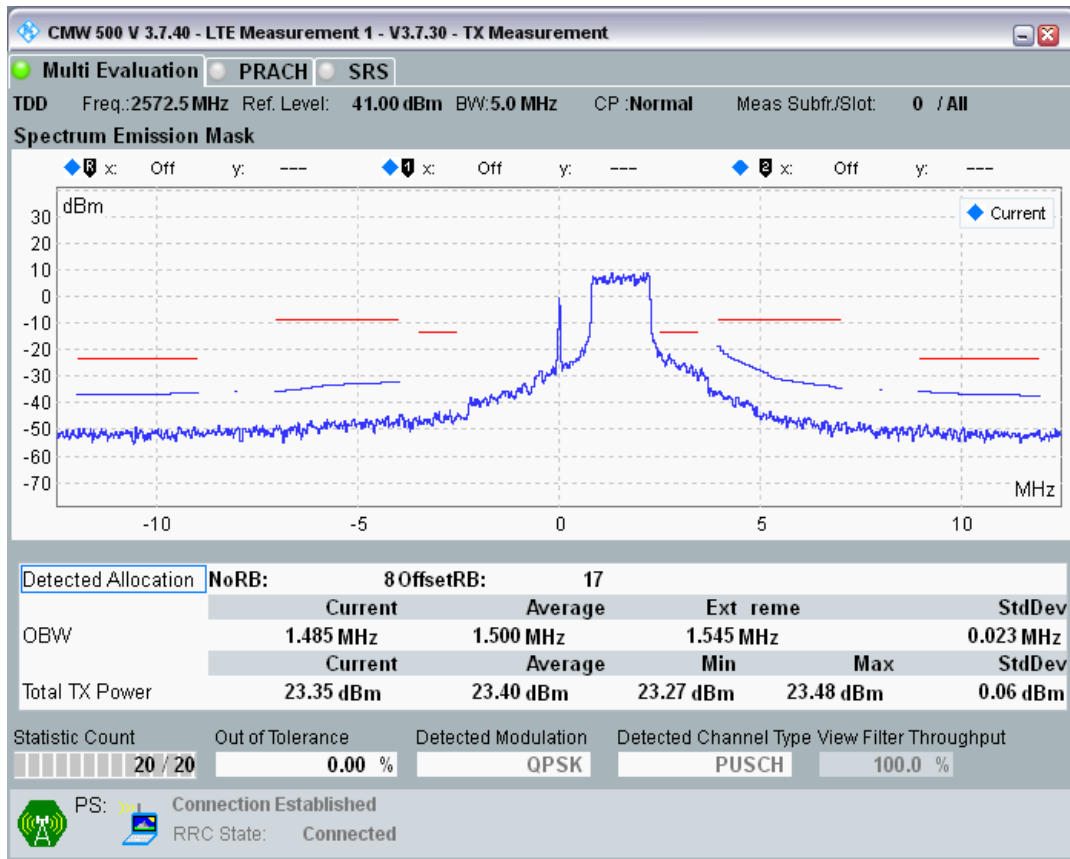 CMW 500 V 3.7.40 - LTE Measurement 1 - V3.7.30 - TX Measurement
Multi Evaluation PRACH SRS
TDD Freq.:2572.5 MHz Ref. Level: 41.00 dBm BW:5.0 MHz CP :Normal Meas Subfr./Slot: 0 / All
Spectrum Emission Mask
R x: Off y: --- 1 x: Off y: --- 2 x: Off y: ---
dBm
Current
30
20
10
0
-10
-20
-30
-40
-50
-60
-70
MHz
-10 -5 0 5 10
Detected Allocation NoRB: 8 OffsetRB: 17
Current Average Ext reme StdDev
OBW 1.485 MHz 1.500 MHz 1.545 MHz 0.023 MHz
Current Average Min Max StdDev
Total TX Power 23.35 dBm 23.40 dBm 23.27 dBm 23.48 dBm 0.06 dBm
Statistic Count Out of Tolerance Detected Modulation Detected Channel Type View Filter Throughput
20 / 20 0.00 % QPSK PUSCH 100.0 %
PS: Connection Established
RRC State: Connected